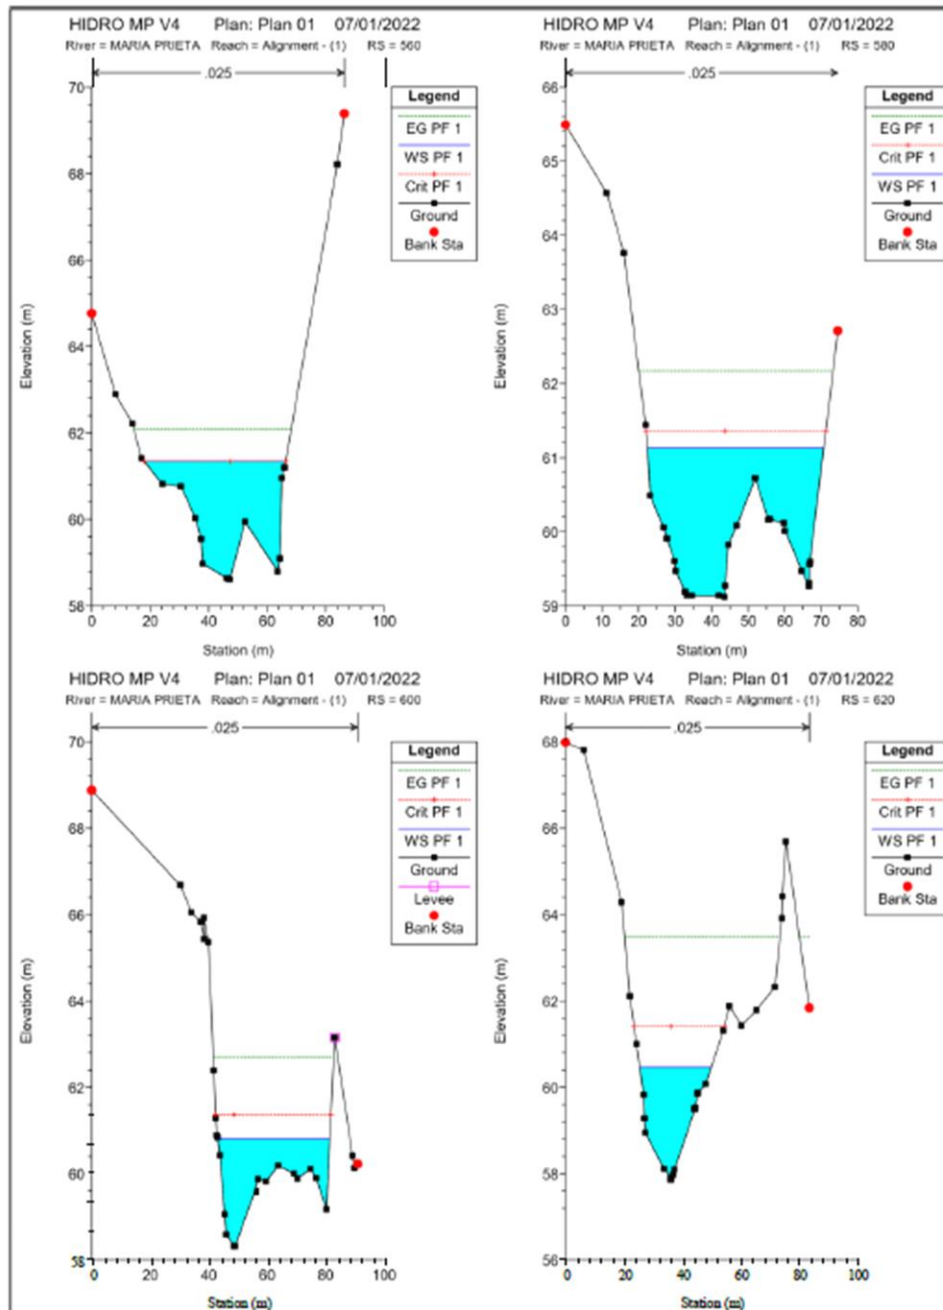 HIDRO MP V4 Plan: Plan 01 07/01/2022
River = MARIA PRIETA Reach = Alignment - (1) RS = 560
.025
Legend
EG PF 1
WS PF 1
Crit PF 1
Ground
Bank Sta
Elevation (m)
70
68
66
64
62
60
58
0 20 40 60 80 100
Station (m)
HIDRO MP V4 Plan: Plan 01 07/01/2022
River = MARIA PRIETA Reach = Alignment - (1) RS = 580
.025
Legend
EG PF 1
Crit PF 1
WS PF 1
Ground
Bank Sta
Elevation (m)
66
65
64
63
62
61
60
59
0 10 20 30 40 50 60 70 80
Station (m)
HIDRO MP V4 Plan: Plan 01 07/01/2022
River = MARIA PRIETA Reach = Alignment - (1) RS = 600
.025
Legend
EG PF 1
Crit PF 1
WS PF 1
Ground
Levee
Bank Sta
Elevation (m)
70
68
66
64
62
60
58
0 20 40 60 80 100
Station (m)
HIDRO MP V4 Plan: Plan 01 07/01/2022
River = MARIA PRIETA Reach = Alignment - (1) RS = 620
.025
Legend
EG PF 1
Crit PF 1
WS PF 1
Ground
Bank Sta
Elevation (m)
68
66
64
62
60
58
56
0 20 40 60 80 100
Station (m)